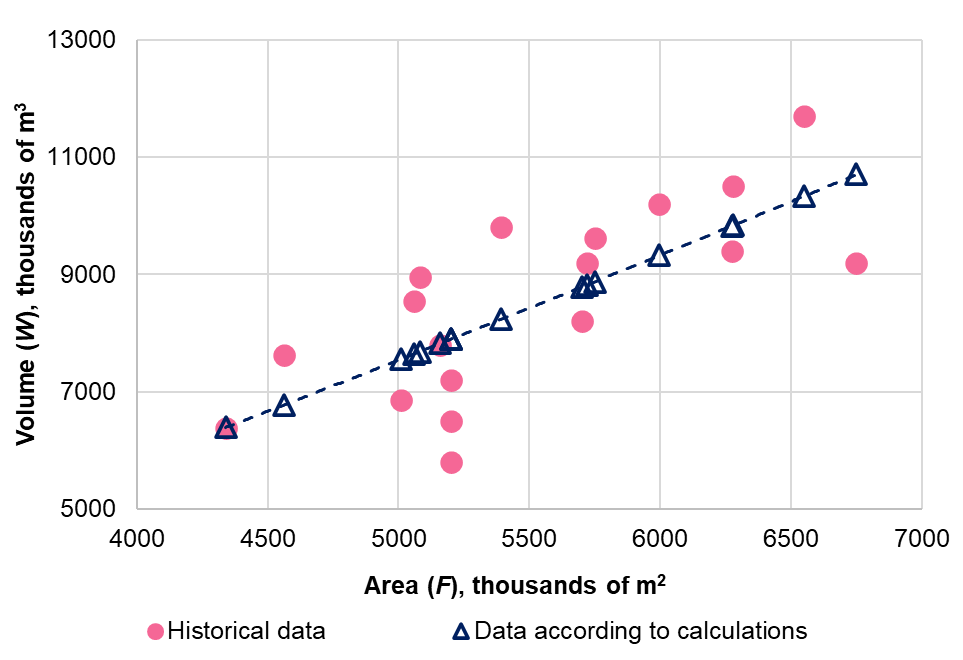 13000
11000
9000
7000
5000
Volume (W), thousands of m³
4000 4500 5000 5500 6000 6500 7000
Area (F), thousands of m²
Historical data Data according to calculations